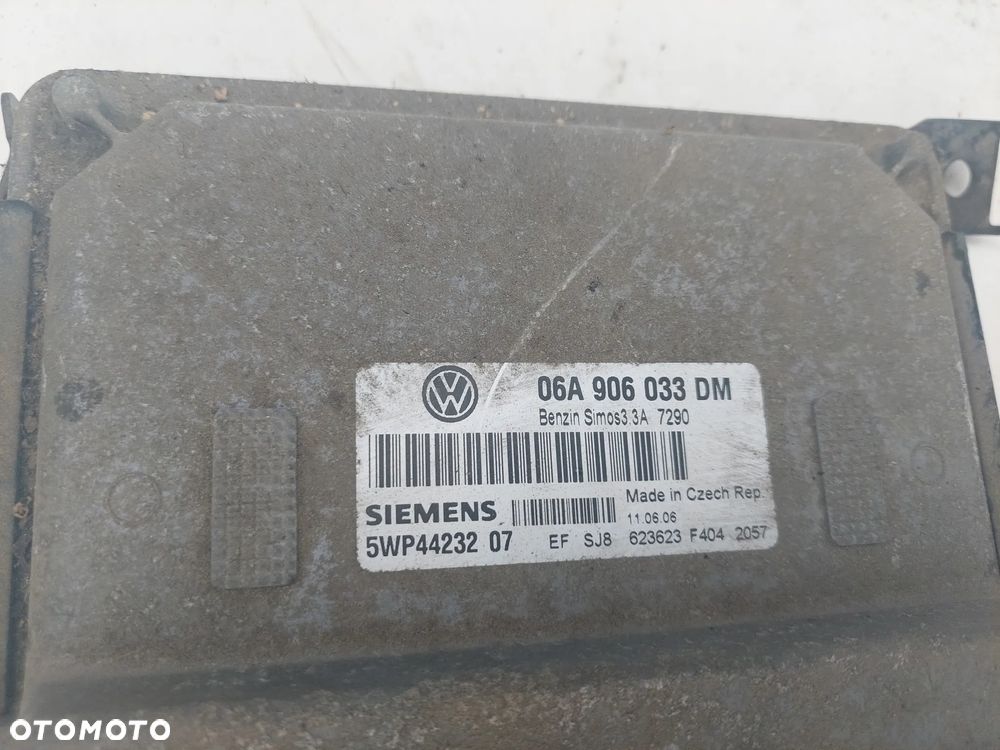 VW
06A 906 033 DM
Benzin Simos3.3A 7290
SIEMENS
Made in Czech Rep.
11.06.06
5WP44232 07
EF SJ8 623623 F404 2057
OTOMOTO